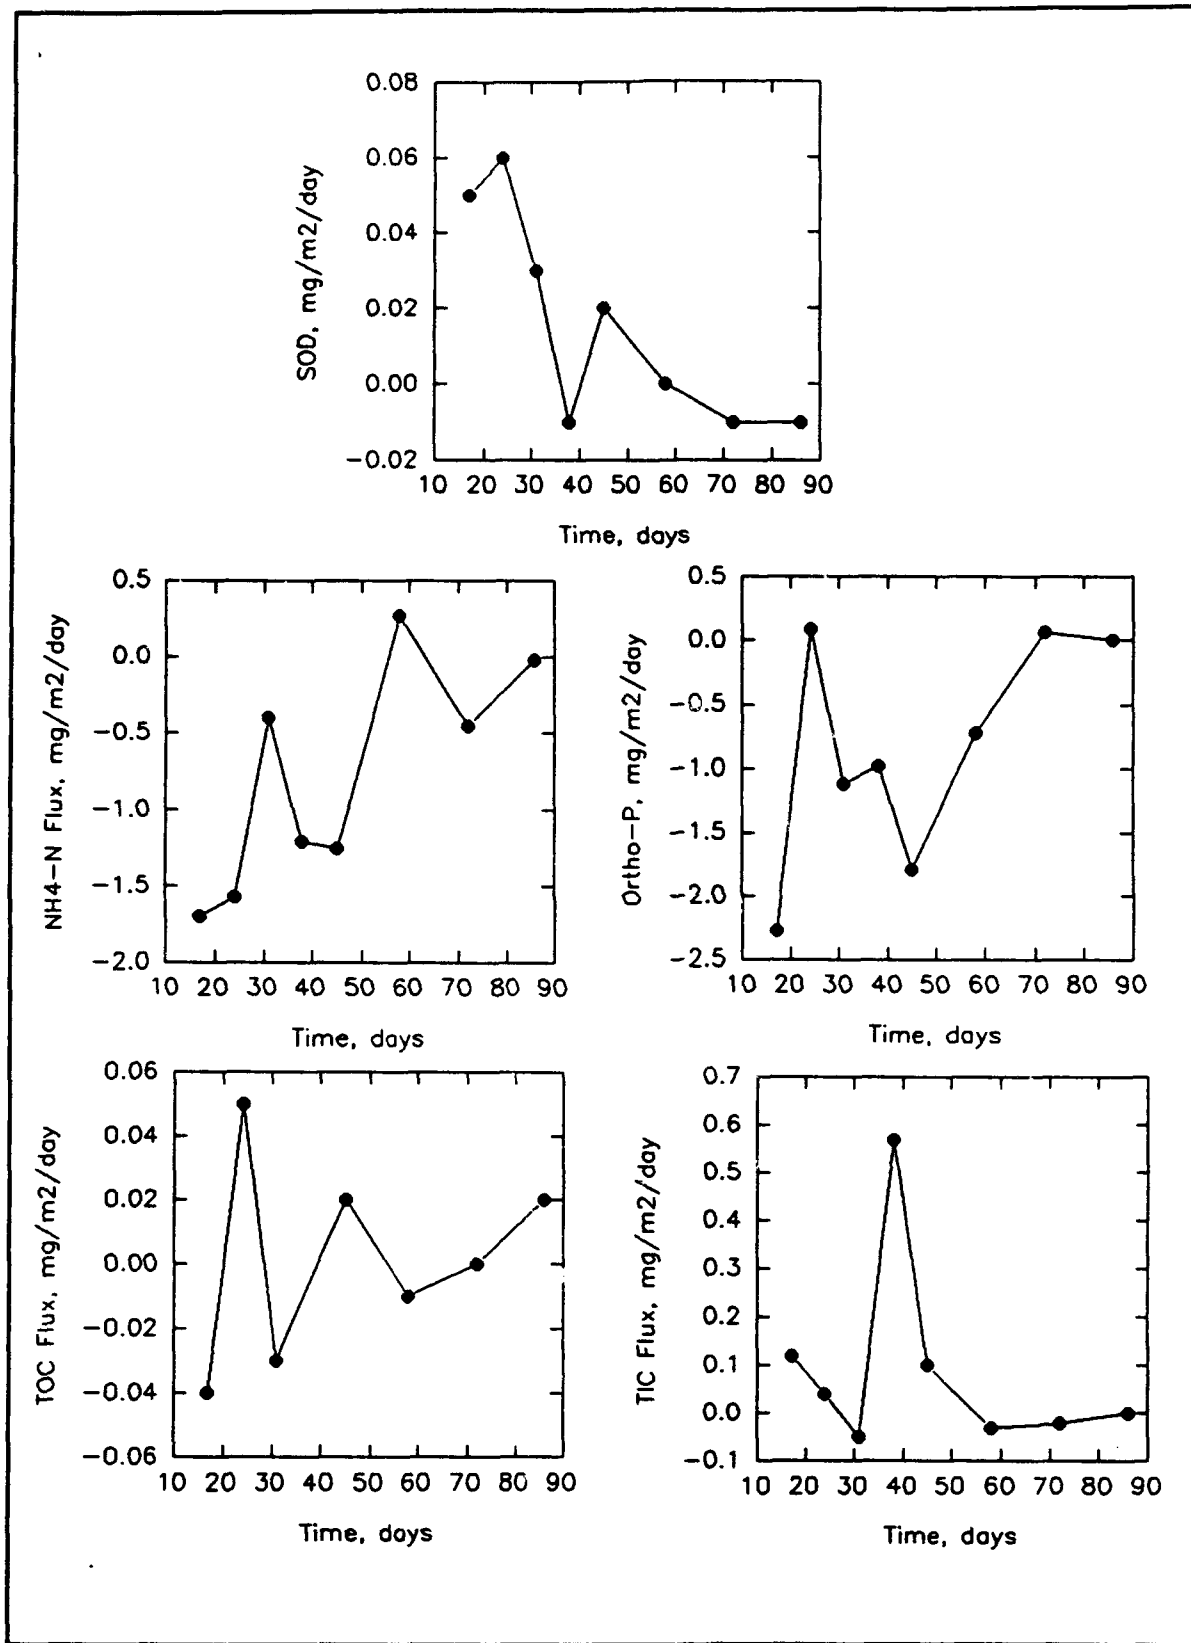 0.08
0.06
0.04
0.02
0.00
−0.02
SOD, mg/m2/day
10 20 30 40 50 60 70 80 90
Time, days
0.5
0.0
−0.5
−1.0
−1.5
−2.0
NH4−N Flux, mg/m2/day
10 20 30 40 50 60 70 80 90
Time, days
0.5
0.0
−0.5
−1.0
−1.5
−2.0
−2.5
Ortho−P, mg/m2/day
10 20 30 40 50 60 70 80 90
Time, days
0.06
0.04
0.02
0.00
−0.02
−0.04
−0.06
TOC Flux, mg/m2/day
10 20 30 40 50 60 70 80 90
Time, days
0.7
0.6
0.5
0.4
0.3
0.2
0.1
0.0
−0.1
TIC Flux, mg/m2/day
10 20 30 40 50 60 70 80 90
Time, days